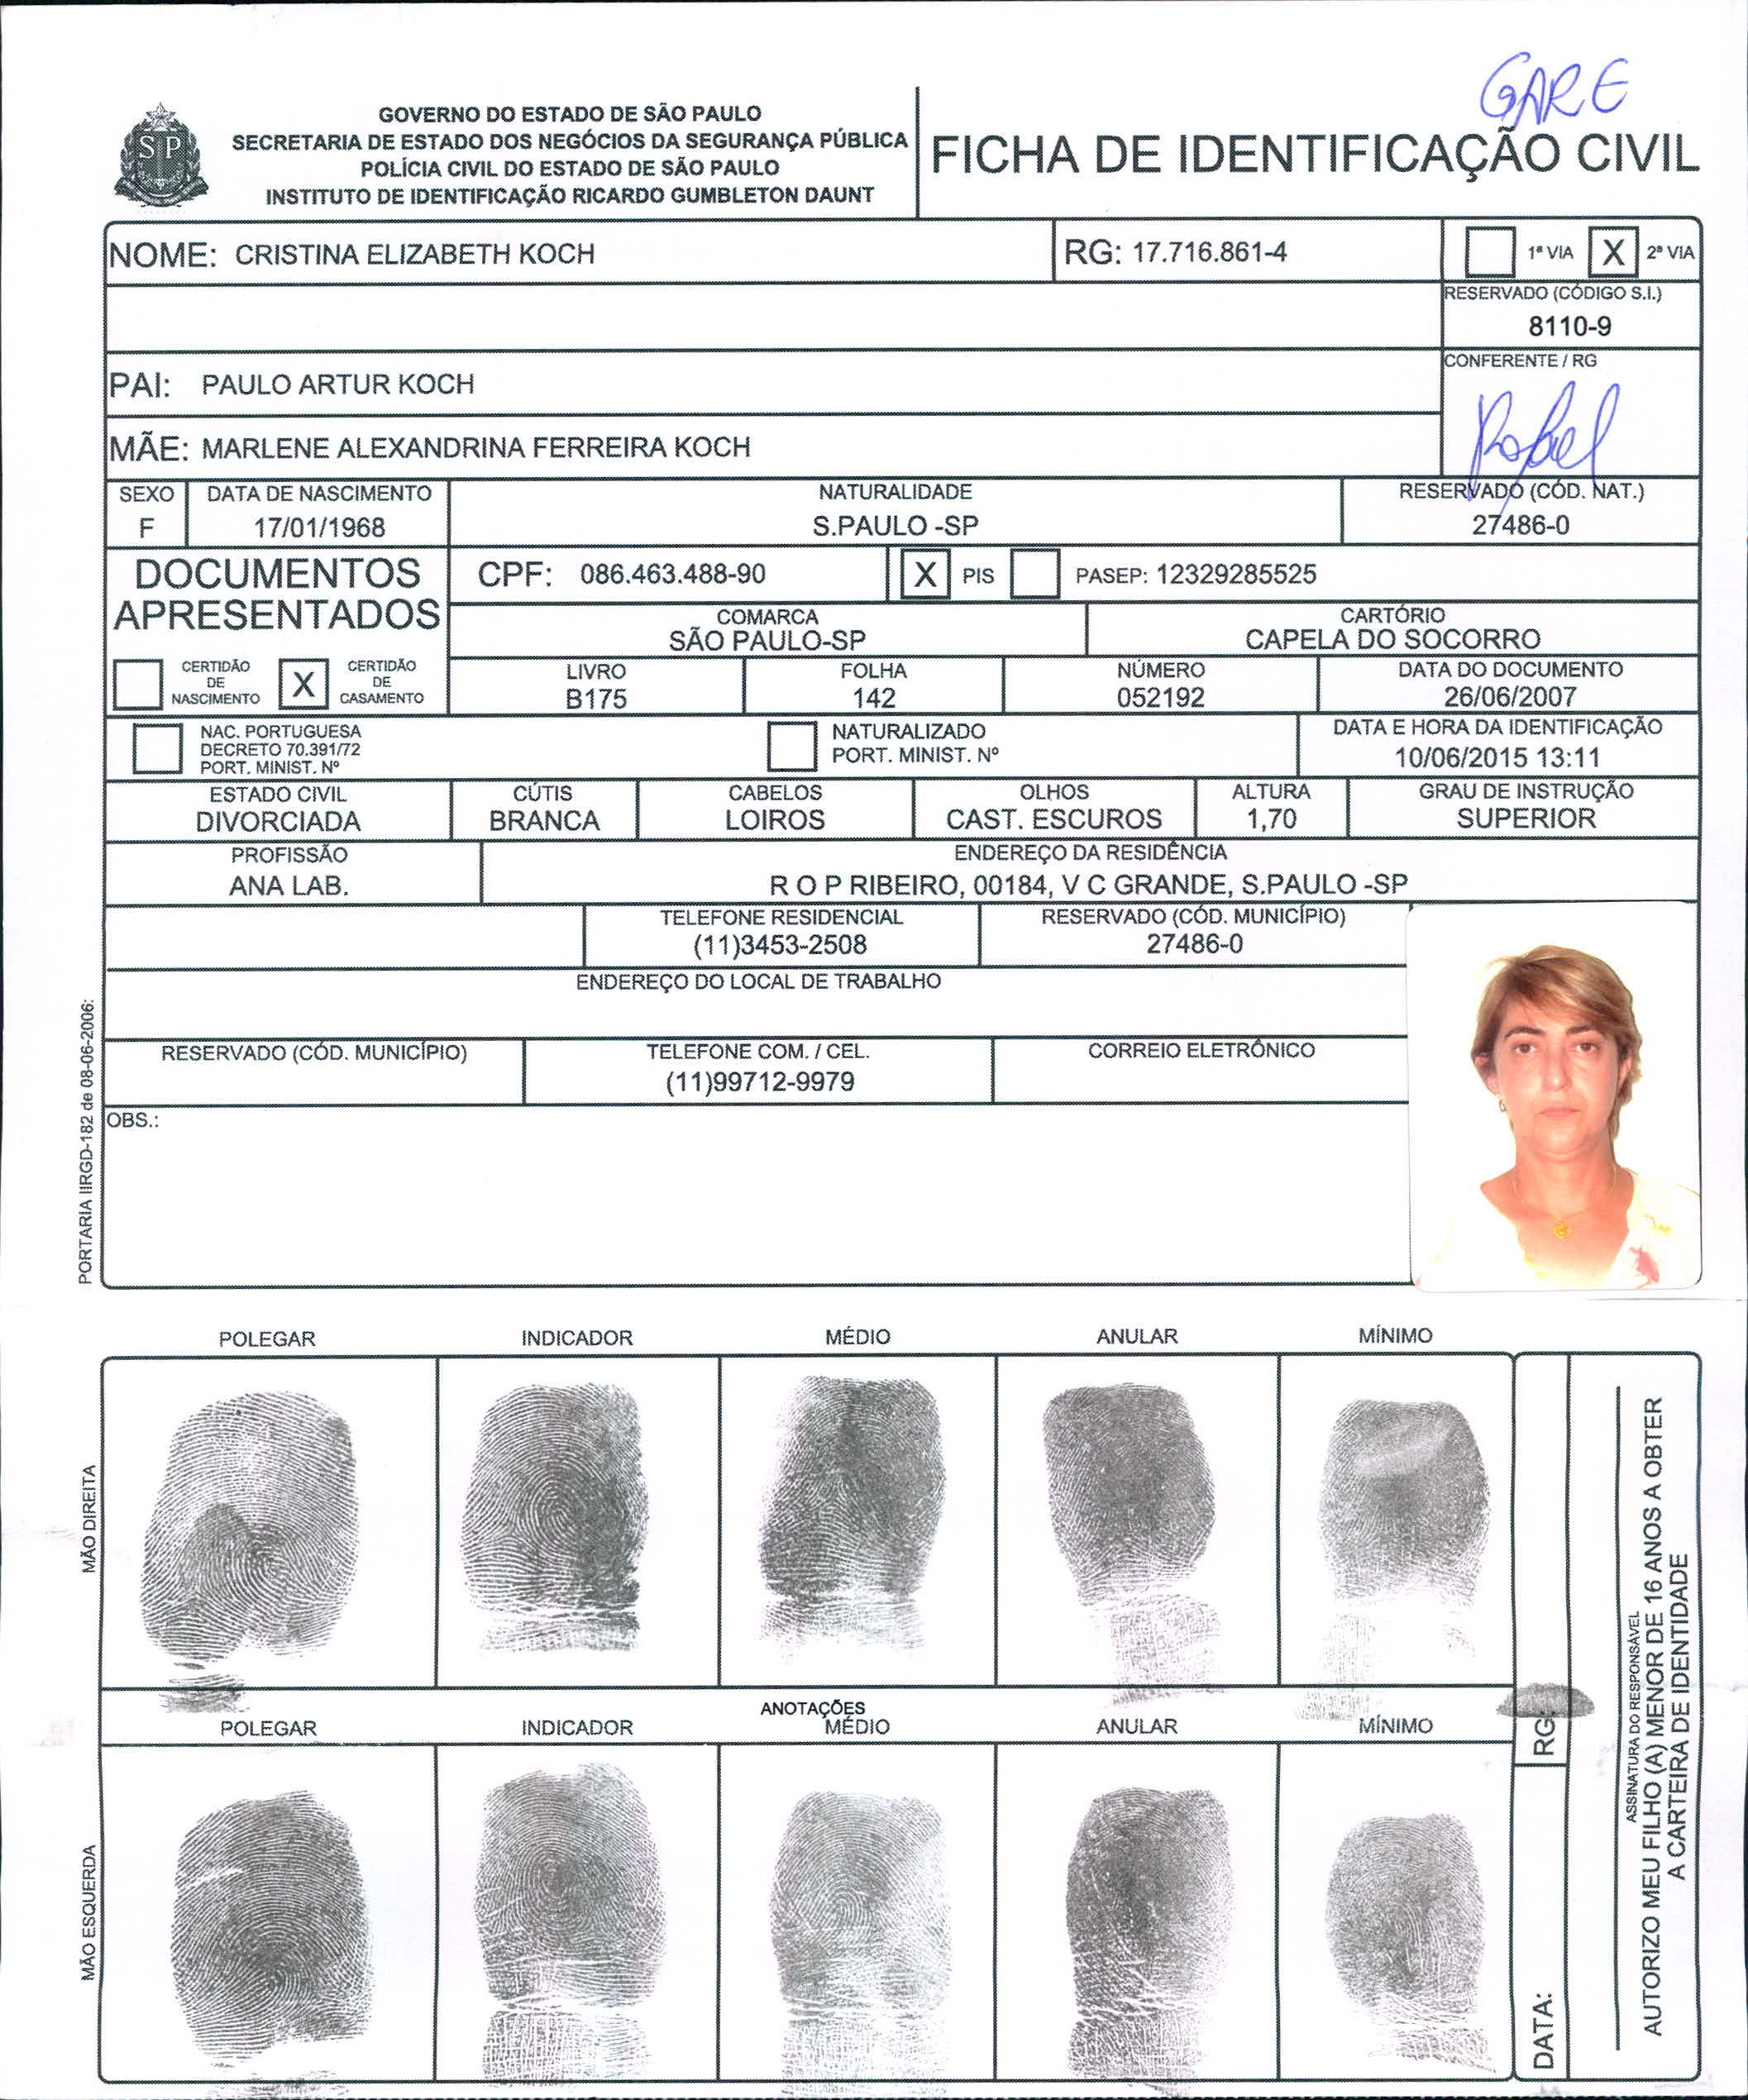 GARE
GOVERNO DO ESTADO DE SÃO PAULO
SECRETARIA DE ESTADO DOS NEGÓCIOS DA SEGURANÇA PÚBLICA
POLÍCIA CIVIL DO ESTADO DE SÃO PAULO
INSTITUTO DE IDENTIFICAÇÃO RICARDO GUMBLETON DAUNT
SP
FICHA DE IDENTIFICAÇÃO CIVIL
NOME: CRISTINA ELIZABETH KOCH
RG: 17.716.861-4
1ª VIA X 2ª VIA
RESERVADO (CÓDIGO S.I.)
8110-9
PAI: PAULO ARTUR KOCH
CONFERENTE / RG
MÃE: MARLENE ALEXANDRINA FERREIRA KOCH
SEXO
F
DATA DE NASCIMENTO
17/01/1968
NATURALIDADE
S.PAULO -SP
RESERVADO (CÓD. NAT.)
27486-0
DOCUMENTOS
APRESENTADOS
CPF: 086.463.488-90
X PIS
PASEP: 12329285525
COMARCA
SÃO PAULO-SP
CARTÓRIO
CAPELA DO SOCORRO
CERTIDÃO
DE
NASCIMENTO
X
CERTIDÃO
DE
CASAMENTO
LIVRO
B175
FOLHA
142
NÚMERO
052192
DATA DO DOCUMENTO
26/06/2007
NAC. PORTUGUESA
DECRETO 70.391/72
PORT. MINIST. Nº
NATURALIZADO
PORT. MINIST. Nº
DATA E HORA DA IDENTIFICAÇÃO
10/06/2015 13:11
ESTADO CIVIL
DIVORCIADA
CÚTIS
BRANCA
CABELOS
LOIROS
OLHOS
CAST. ESCUROS
ALTURA
1,70
GRAU DE INSTRUÇÃO
SUPERIOR
PROFISSÃO
ANA LAB.
ENDEREÇO DA RESIDÊNCIA
R O P RIBEIRO, 00184, V C GRANDE, S.PAULO -SP
TELEFONE RESIDENCIAL
(11)3453-2508
RESERVADO (CÓD. MUNICÍPIO)
27486-0
ENDEREÇO DO LOCAL DE TRABALHO
RESERVADO (CÓD. MUNICÍPIO)
TELEFONE COM. / CEL.
(11)99712-9979
CORREIO ELETRÔNICO
OBS.:
PORTARIA IIRGD-182 de 08-06-2006:
POLEGAR INDICADOR MÉDIO ANULAR MÍNIMO
MÃO DIREITA
ANOTAÇÕES
POLEGAR INDICADOR MÉDIO ANULAR MÍNIMO
MÃO ESQUERDA
RG:
DATA:
ASSINATURA DO RESPONSÁVEL
AUTORIZO MEU FILHO (A) MENOR DE 16 ANOS A OBTER
A CARTEIRA DE IDENTIDADE